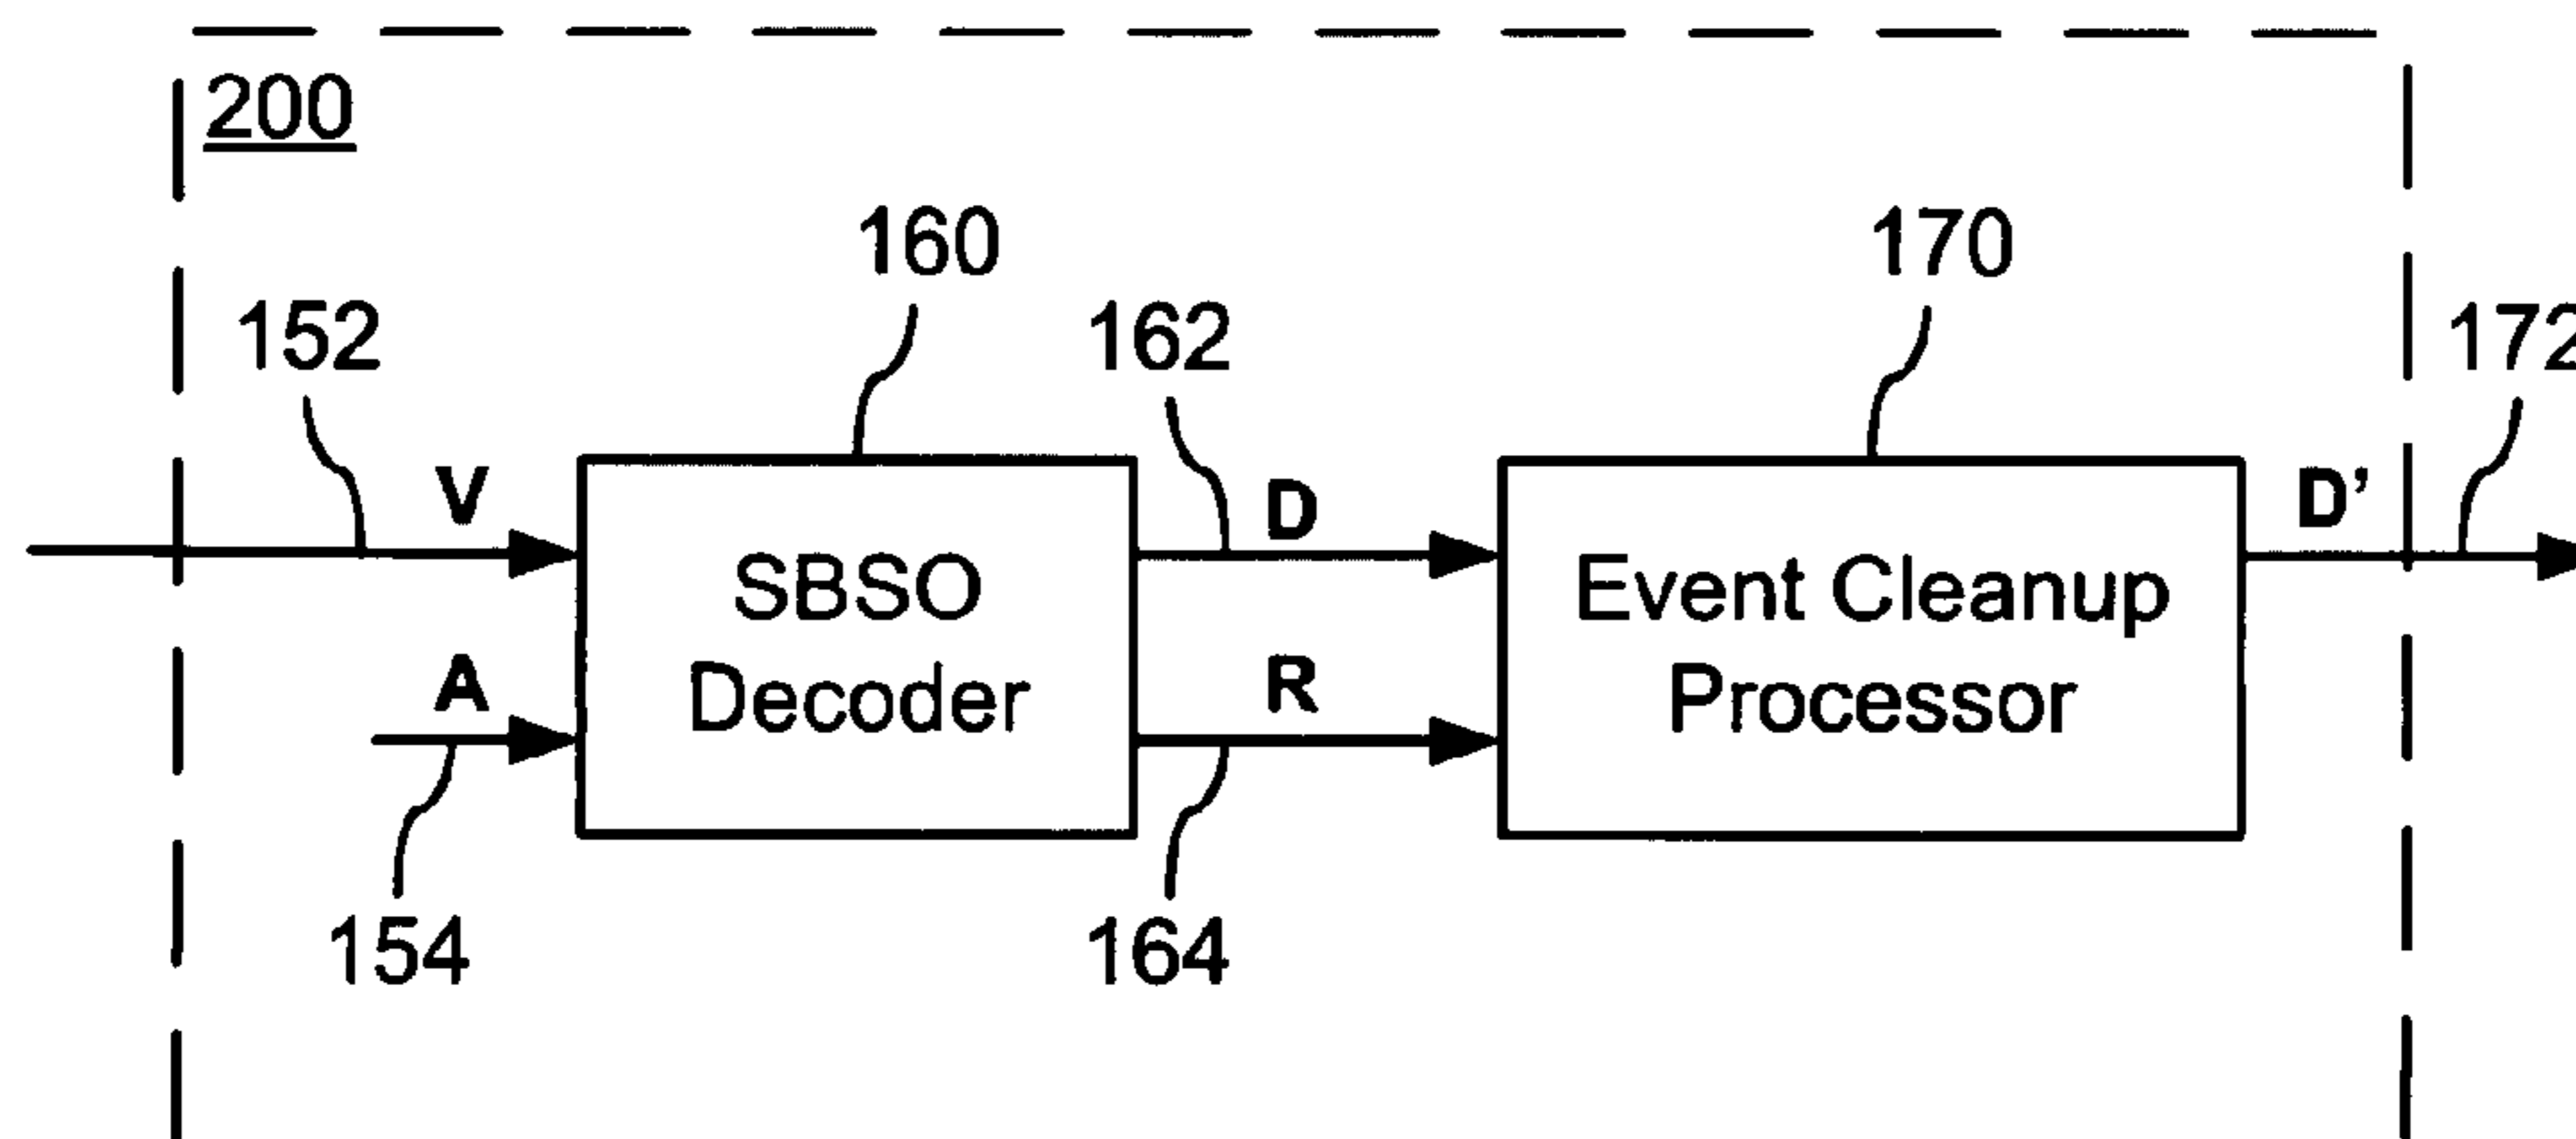 200
160
170
152
162
172
V
D
D’
SBSO
Decoder
Event Cleanup
Processor
A
R
154
164